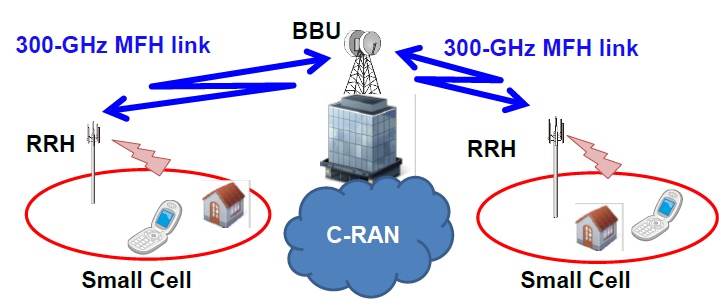 BBU
300-GHz MFH link
300-GHz MFH link
RRH
RRH
C-RAN
Small Cell
Small Cell